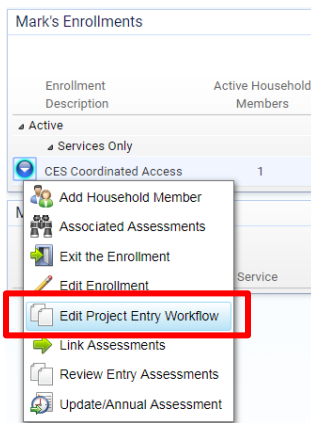 Mark's Enrollments
Enrollment Active Household
Description Members
Active
Services Only
CES Coordinated Access 1
Add Household Member
Associated Assessments
Exit the Enrollment
Edit Enrollment
Service
Edit Project Entry Workflow
Link Assessments
Review Entry Assessments
Update/Annual Assessment